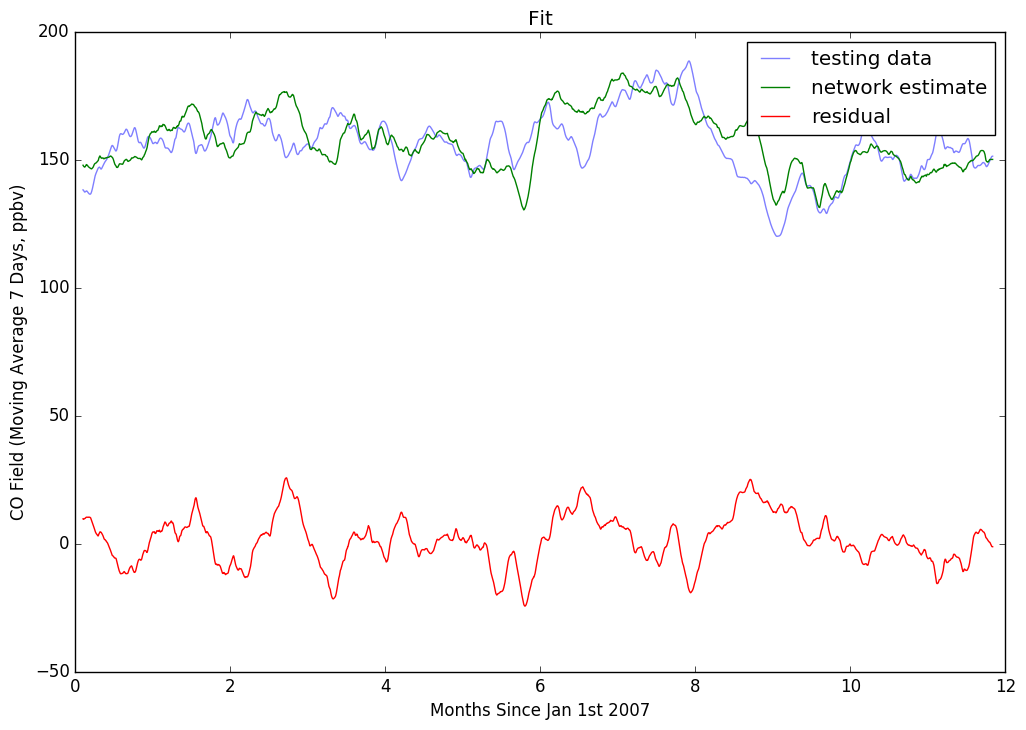 Fit
testing data
network estimate
residual
200
150
100
50
0
−50
CO Field (Moving Average 7 Days, ppbv)
0 2 4 6 8 10 12
Months Since Jan 1st 2007